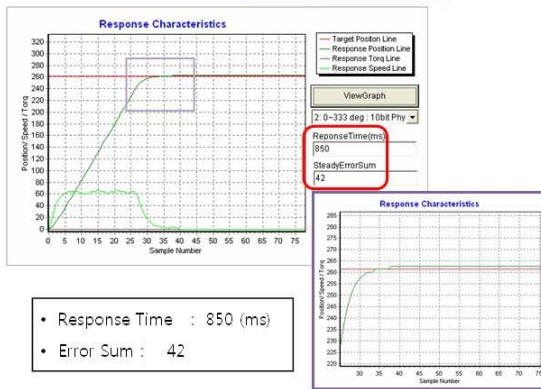 Response Characteristics
Target Position Line
Response Position Line
Response Torq Line
Response Speed Line
320
300
280
260
240
220
200
180
160
140
120
100
80
60
40
20
0
Position/ Speed / Torq
0 5 10 15 20 25 30 35 40 45 50 55 60 65 70 75
Sample Number
ViewGraph
2: 0~333 deg : 10bit Phy
ReponseTime(ms)
850
SteadyErrorSum
42
Response Characteristics
285
280
275
270
265
260
255
250
245
240
235
230
225
220
Position/ Speed / Torq
30 35 40 45 50 55 60 65 70 75
Sample Number
• Response Time : 850 (ms)
• Error Sum : 42